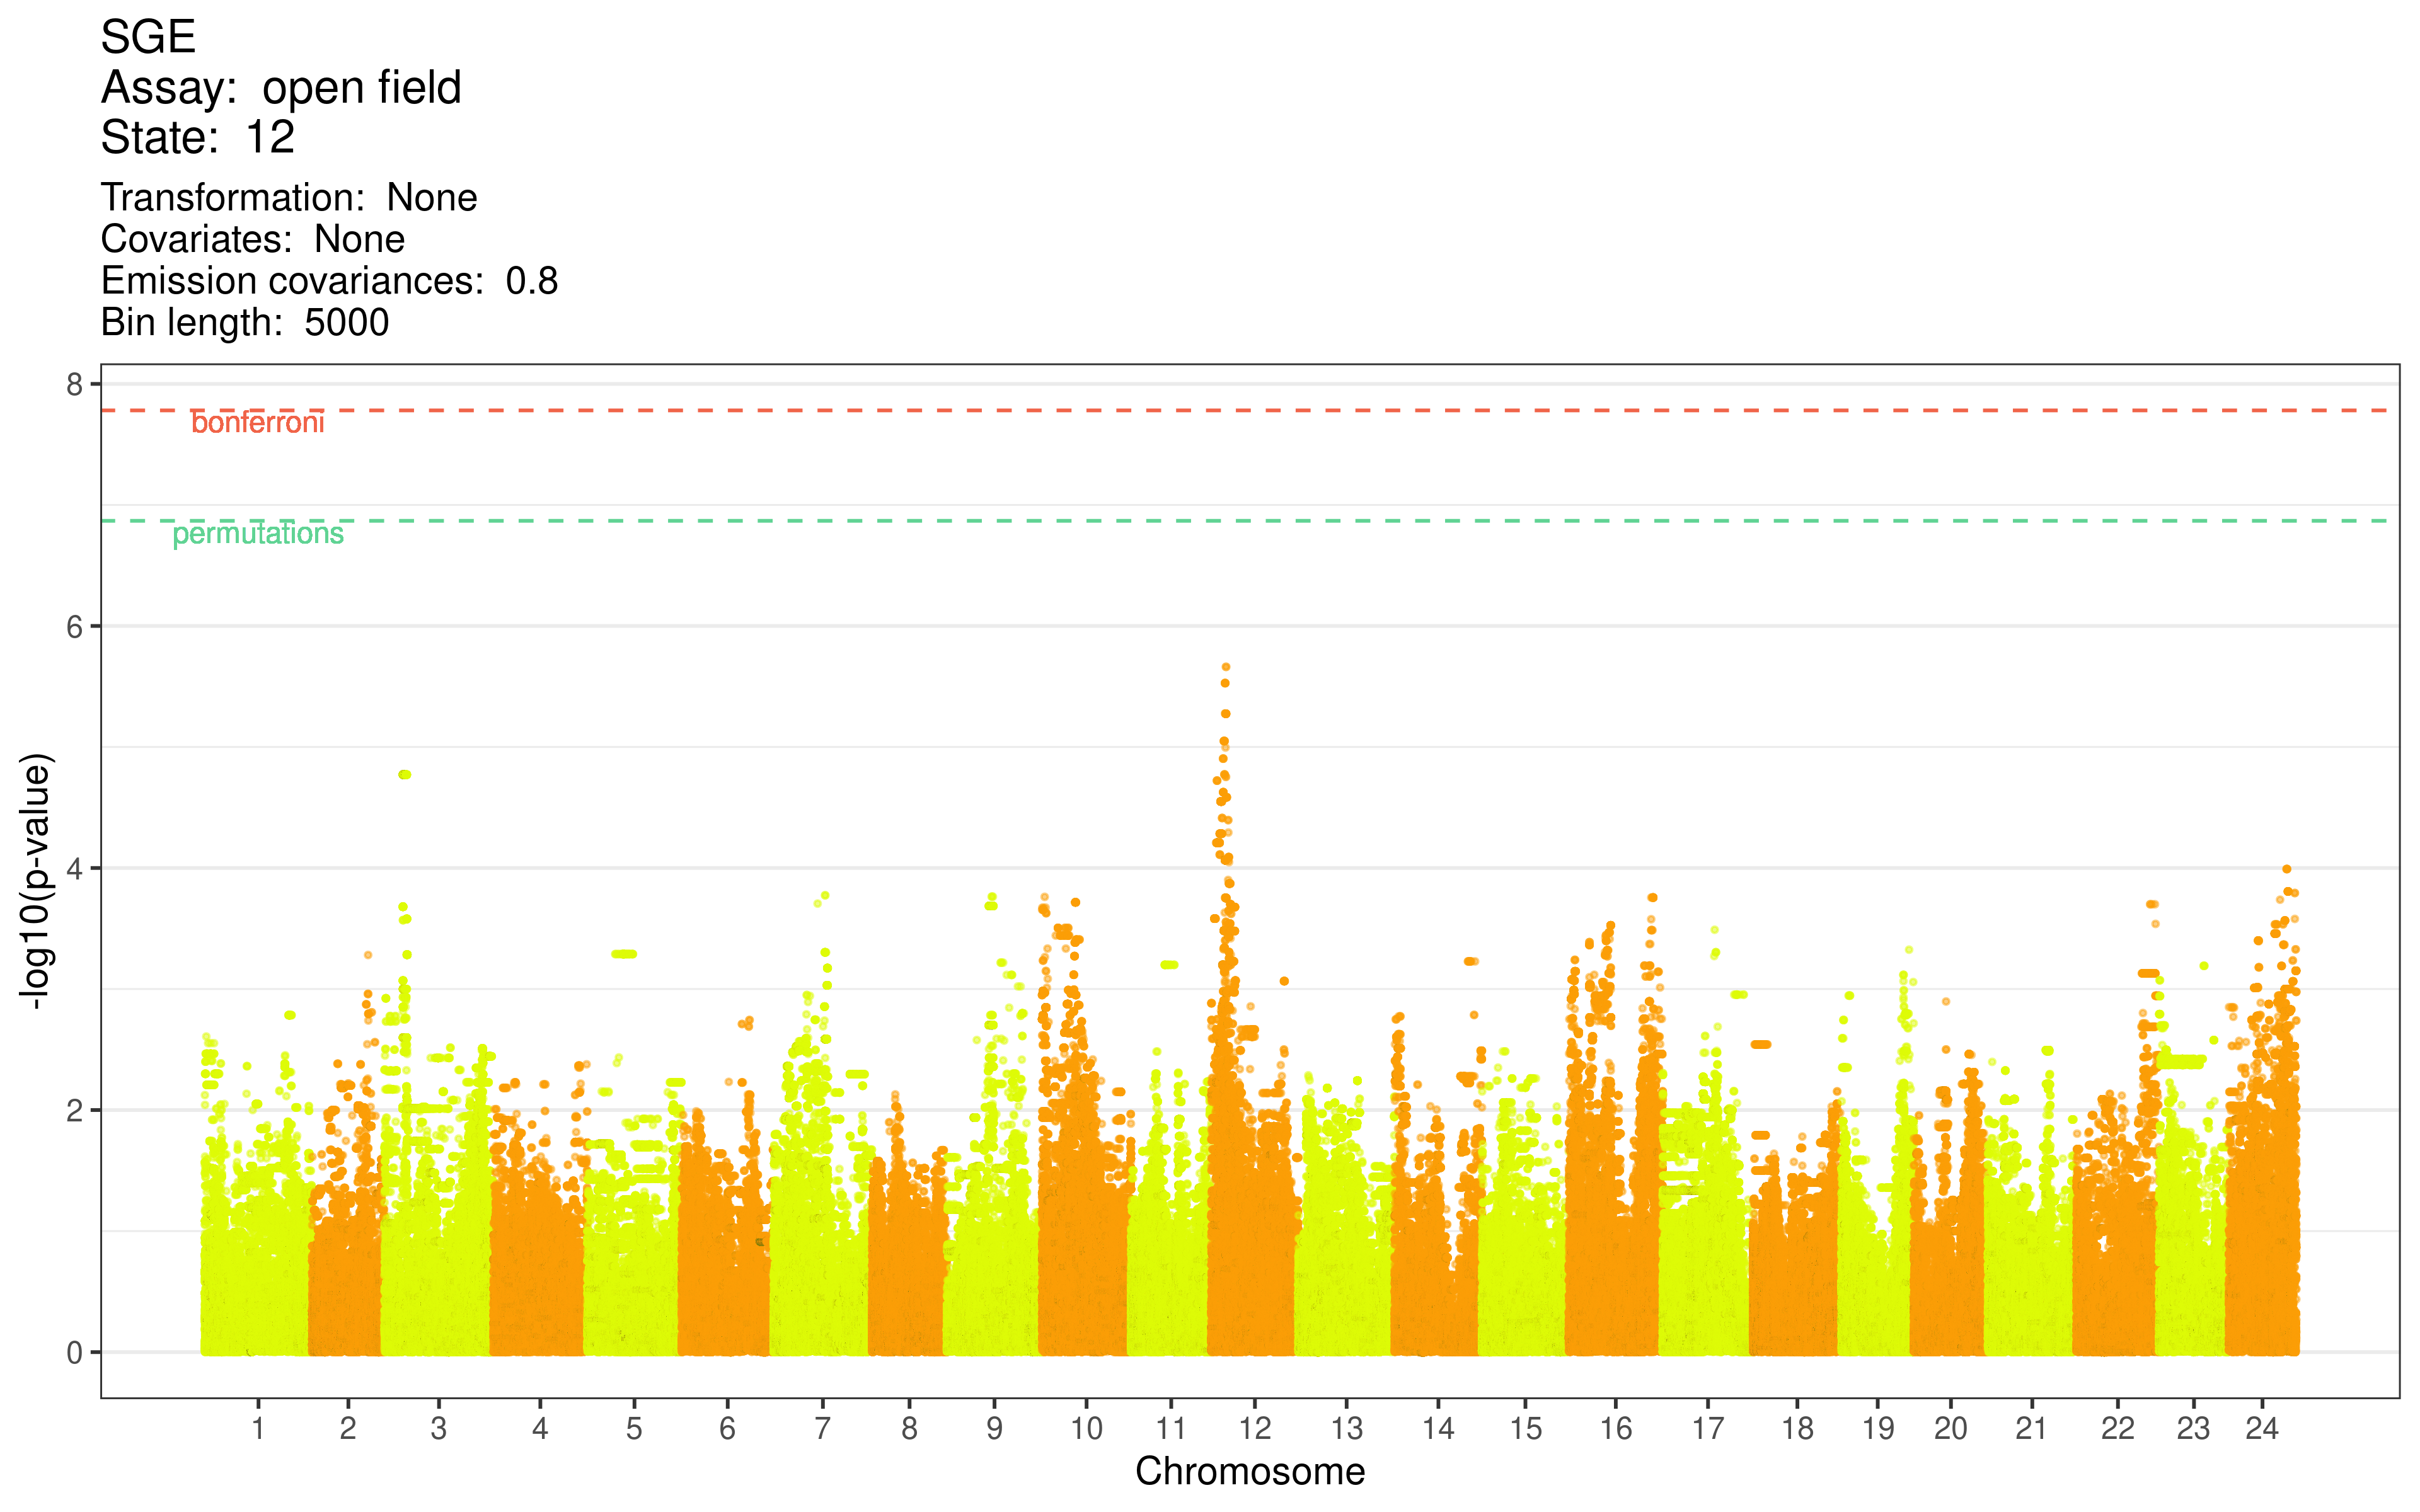 SGE
Assay: open field
State: 12
Transformation: None
Covariates: None
Emission covariances: 0.8
Bin length: 5000
8
bonferroni
permutations
6
4
2
0
-log10(p-value)
1 2 3 4 5 6 7 8 9 10 11 12 13 14 15 16 17 18 19 20 21 22 23 24
Chromosome